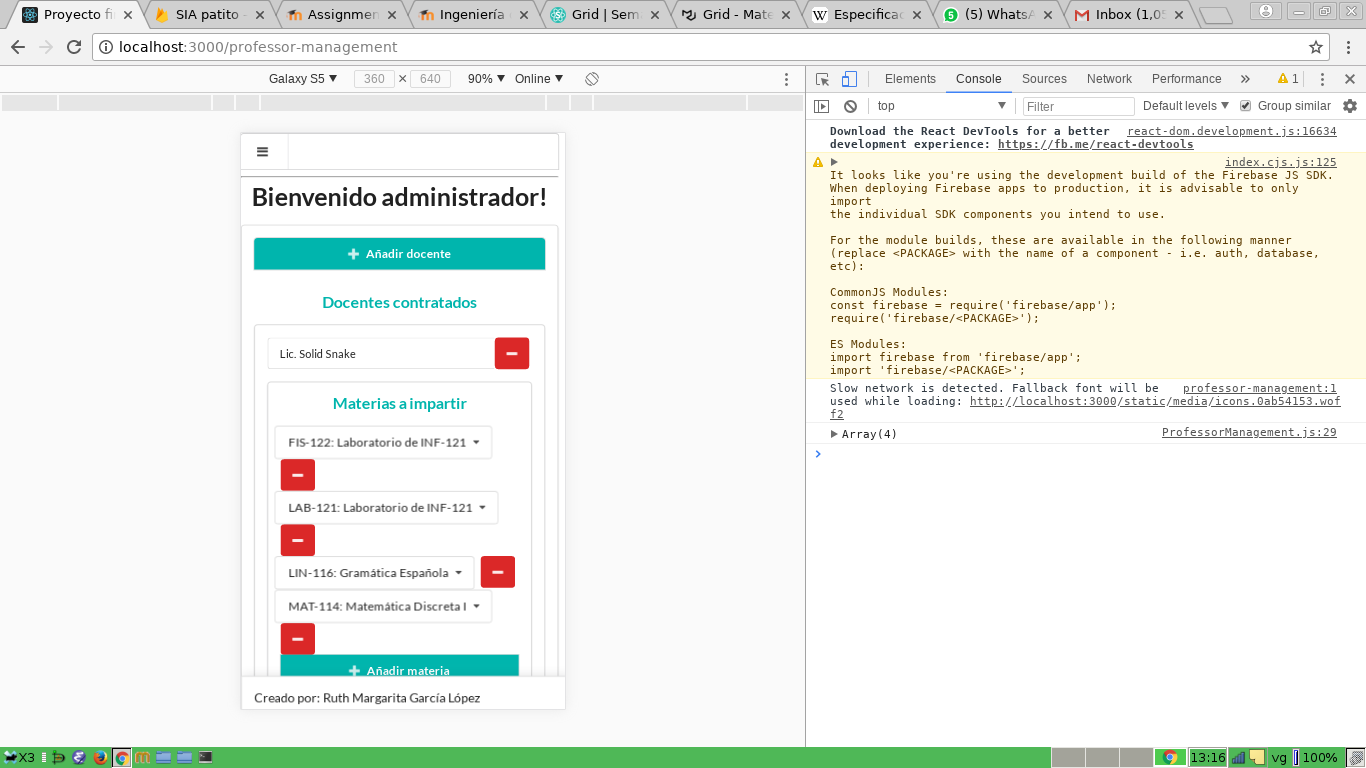 Proyecto fi
SIA patito -
Assignmen
Ingeniería
Grid | Sem
Grid - Mate
Especifica
(5) WhatsA
Inbox (1,05
localhost:3000/professor-management
Galaxy S5
360 × 640
90%
Online
Elements
Console
Sources
Network
Performance
»
1
top
Filter
Default levels
Group similar
Bienvenido administrador!
Añadir docente
Docentes contratados
Lic. Solid Snake
Materias a impartir
FIS-122: Laboratorio de INF-121
LAB-121: Laboratorio de INF-121
LIN-116: Gramática Española
MAT-114: Matemática Discreta I
Añadir materia
Creado por: Ruth Margarita García López
Download the React DevTools for a better react-dom.development.js:16634
development experience: https://fb.me/react-devtools
index.cjs.js:125
It looks like you're using the development build of the Firebase JS SDK.
When deploying Firebase apps to production, it is advisable to only
import
the individual SDK components you intend to use.
For the module builds, these are available in the following manner
(replace <PACKAGE> with the name of a component - i.e. auth, database,
etc):
CommonJS Modules:
const firebase = require('firebase/app');
require('firebase/<PACKAGE>');
ES Modules:
import firebase from 'firebase/app';
import 'firebase/<PACKAGE>';
Slow network is detected. Fallback font will be professor-management:1
used while loading: http://localhost:3000/static/media/icons.0ab54153.wof
f2
Array(4) ProfessorManagement.js:29
X3
13:16
vg
100%